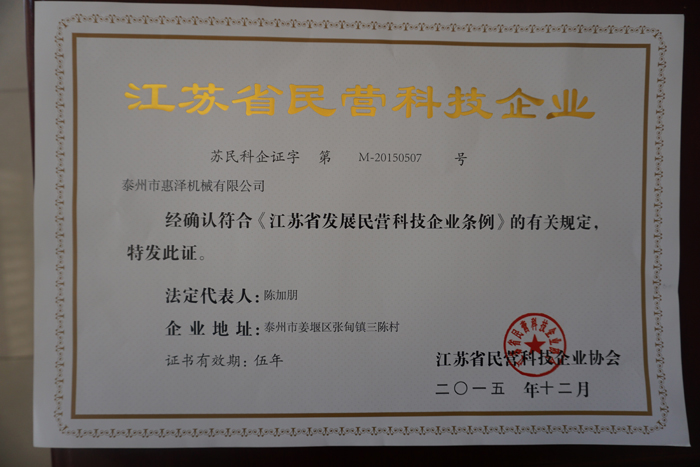 江苏省民营科技企业
苏民科企证字 第 M-20150507 号
泰州市惠泽机械有限公司
经确认符合《江苏省发展民营科技企业条例》的有关规定，
特发此证。
法定代表人：陈加朋
企业地址：泰州市姜堰区张甸镇三陈村
证书有效期：伍年
江苏省民营科技企业协会
二〇一五 年十二月